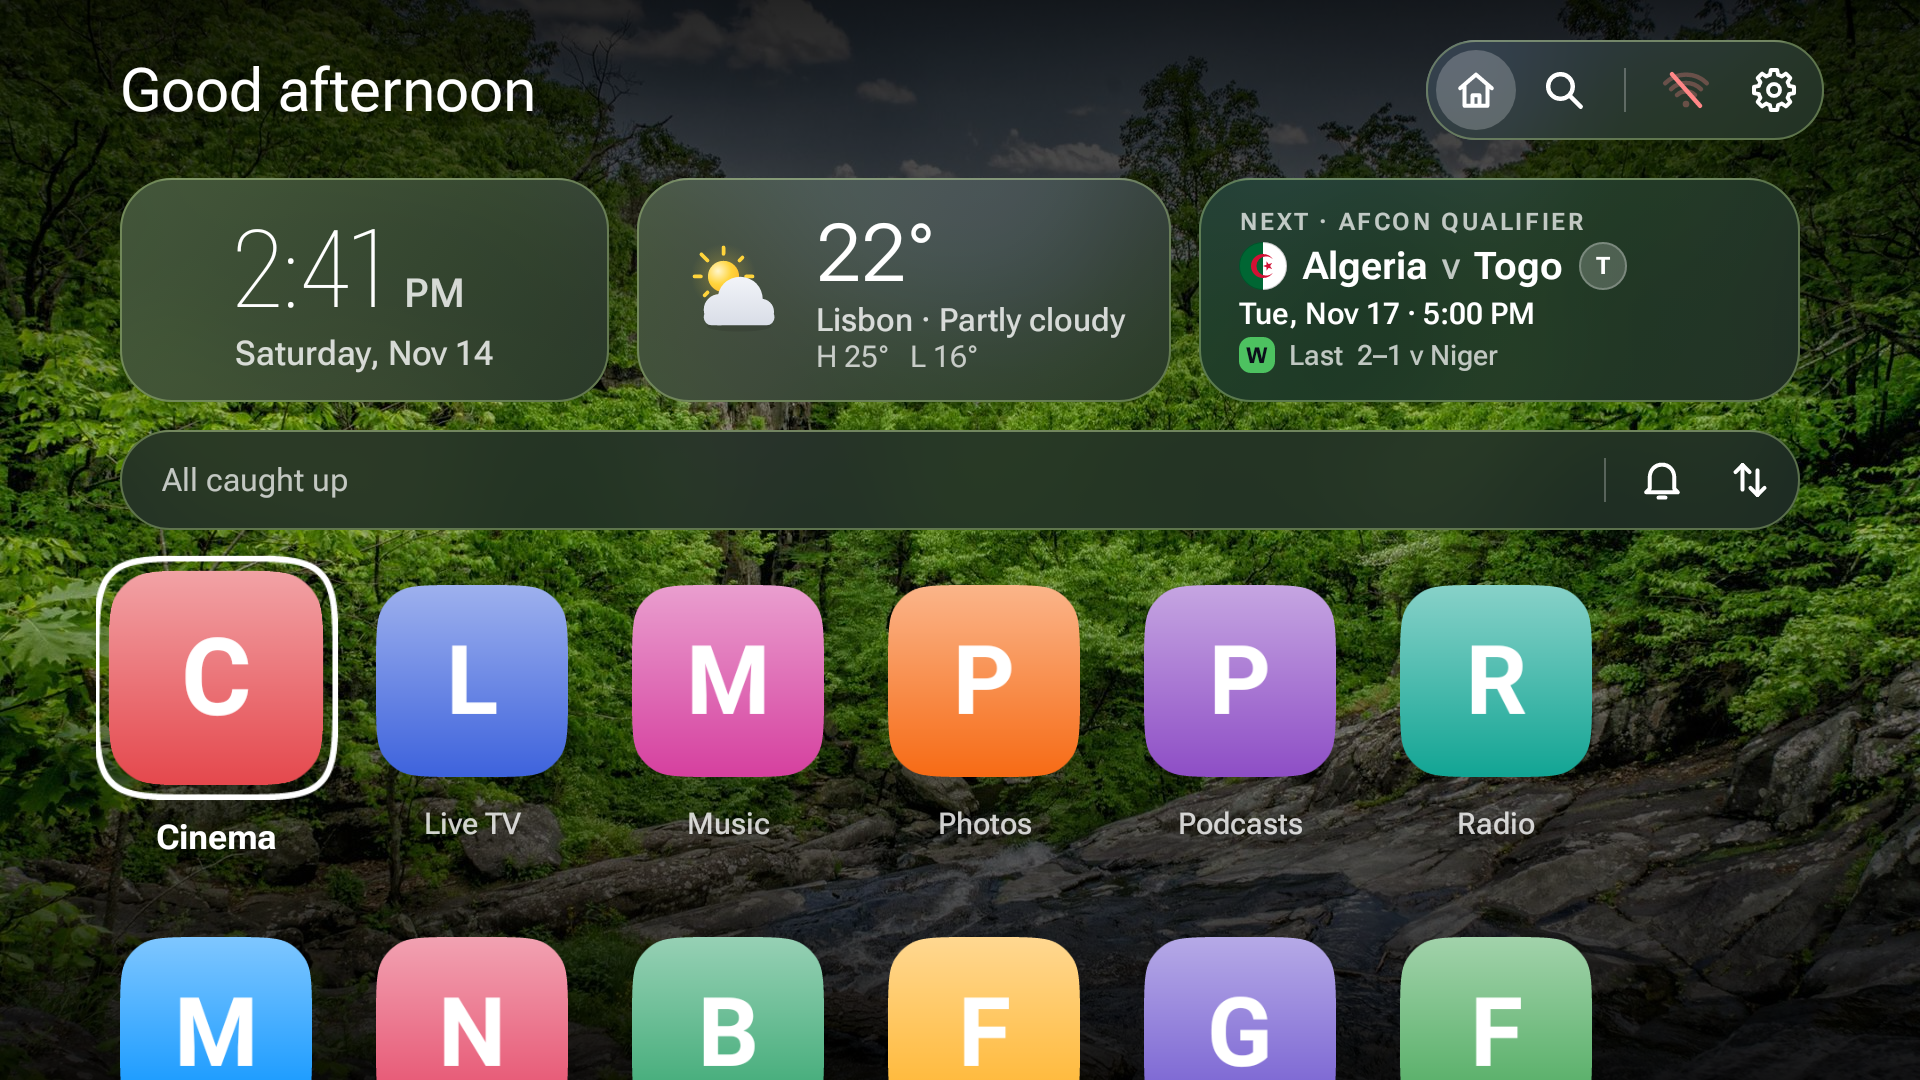 Good afternoon
2:41 PM
Saturday, Nov 14
22°
Lisbon · Partly cloudy
H 25° L 16°
NEXT · AFCON QUALIFIER
Algeria v Togo T
Tue, Nov 17 · 5:00 PM
W Last 2–1 v Niger
All caught up
C L M P P R
Cinema Live TV Music Photos Podcasts Radio
M N B F G F